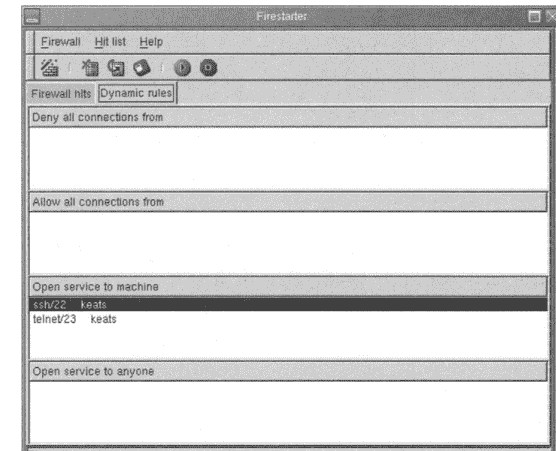 Firestarter
Firewall Hit list Help
Firewall hits Dynamic rules
Deny all connections from
Allow all connections from
Open service to machine
ssh/22 keats
telnet/23 keats
Open service to anyone